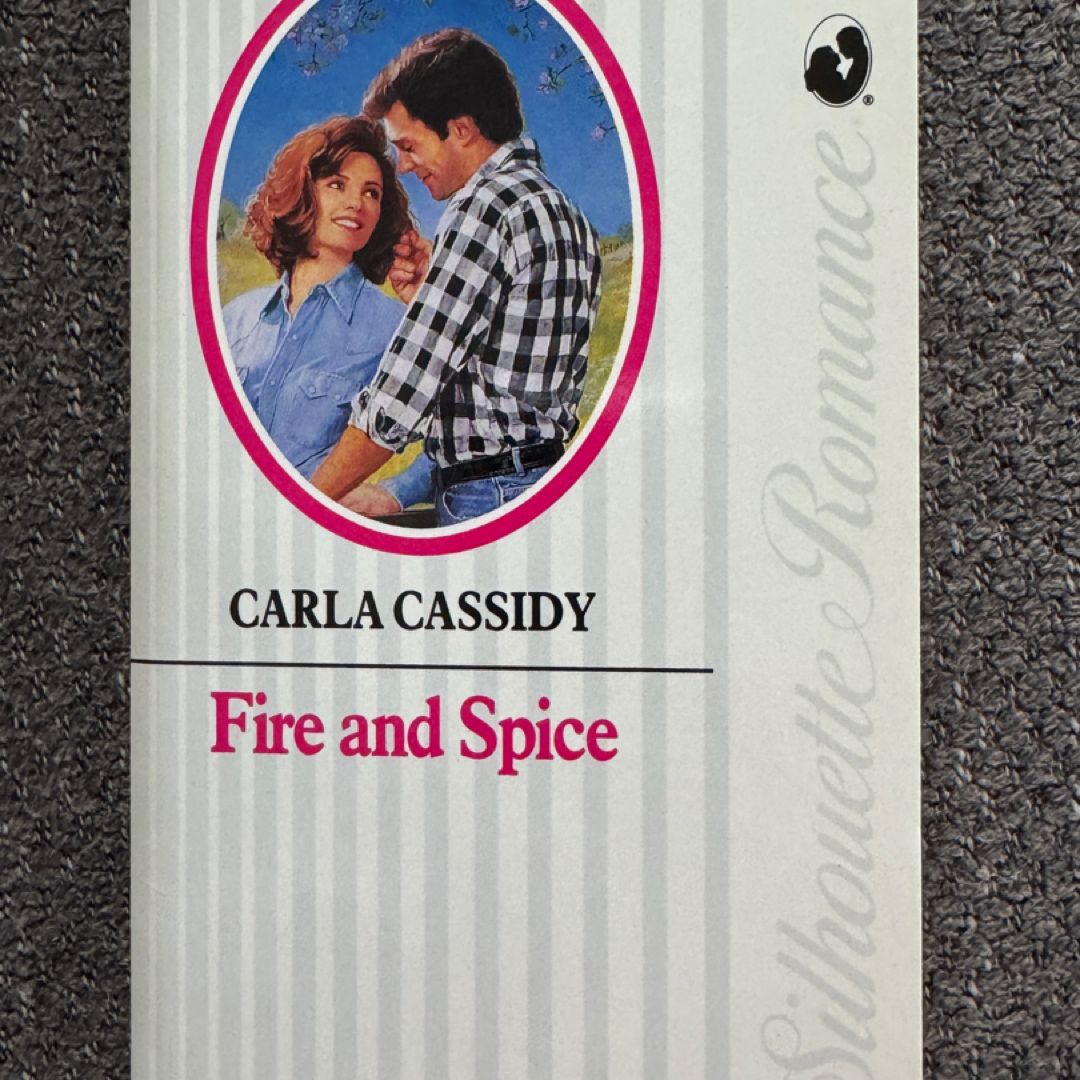 CARLA CASSIDY
Fire and Spice
Silhouette Romance
®